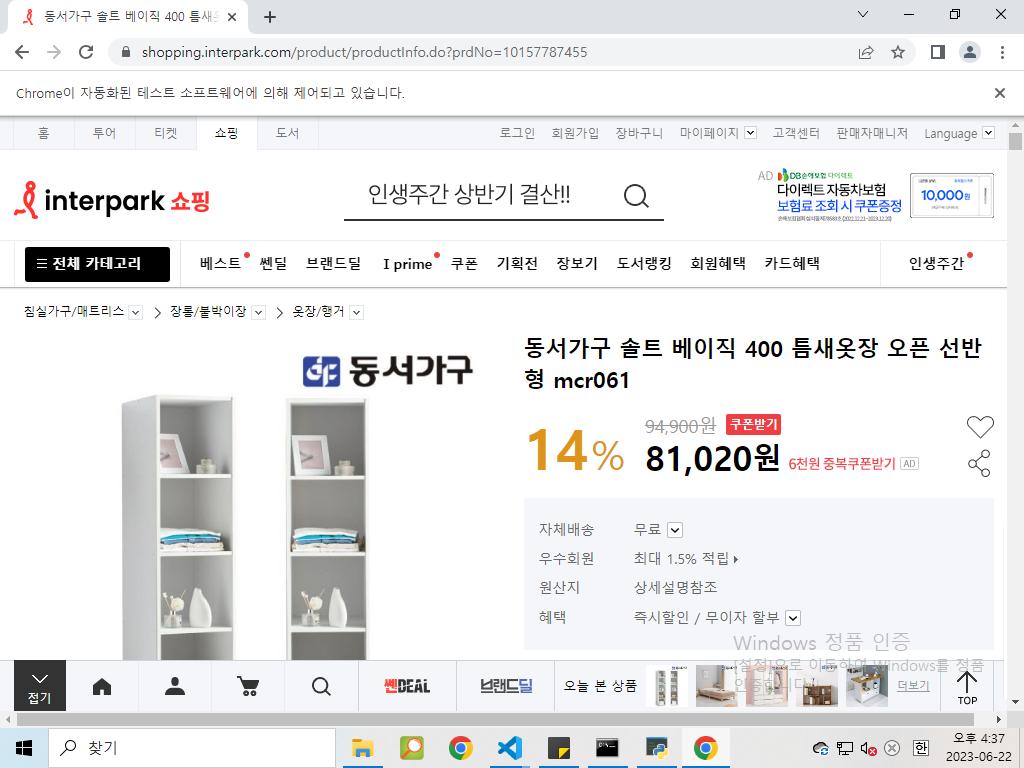 동서가구 솔트 베이직 400 틈새옷
shopping.interpark.com/product/productInfo.do?prdNo=10157787455
Chrome이 자동화된 테스트 소프트웨어에 의해 제어되고 있습니다.
홈 투어 티켓 쇼핑 도서 로그인 회원가입 장바구니 마이페이지 고객센터 판매자매니저 Language
interpark 쇼핑 인생주간 상반기 결산!!
AD DB손해보험 다이렉트
다이렉트 자동차보험
보험료 조회 시 쿠폰증정
10,000원
전체 카테고리 베스트 쎈딜 브랜드딜 I prime 쿠폰 기획전 장보기 도서랭킹 회원혜택 카드혜택 인생주간
침실가구/매트리스 장롱/붙박이장 옷장/행거
동서가구
동서가구 솔트 베이직 400 틈새옷장 오픈 선반
형 mcr061
94,900원 쿠폰받기
14% 81,020원 6천원 중복쿠폰받기 AD
자체배송 무료
우수회원 최대 1.5% 적립
원산지 상세설명참조
혜택 즉시할인 / 무이자 할부
Windows 정품 인증
[설정]으로 이동하여 Windows를 정품
인증합니다.
접기 쎈DEAL 브랜드딜 오늘 본 상품 더보기 TOP
찾기
한
오후 4:37
2023-06-22